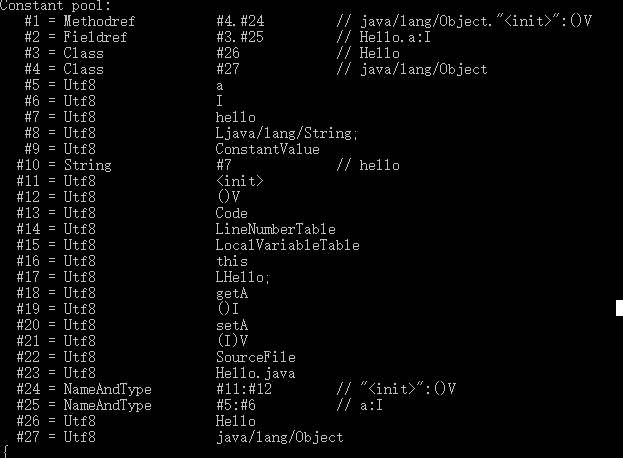 Constant pool:
#1 = Methodref #4.#24 // java/lang/Object."<init>":()V
#2 = Fieldref #3.#25 // Hello.a:I
#3 = Class #26 // Hello
#4 = Class #27 // java/lang/Object
#5 = Utf8 a
#6 = Utf8 I
#7 = Utf8 hello
#8 = Utf8 Ljava/lang/String;
#9 = Utf8 ConstantValue
#10 = String #7 // hello
#11 = Utf8 <init>
#12 = Utf8 ()V
#13 = Utf8 Code
#14 = Utf8 LineNumberTable
#15 = Utf8 LocalVariableTable
#16 = Utf8 this
#17 = Utf8 LHello;
#18 = Utf8 getA
#19 = Utf8 ()I
#20 = Utf8 setA
#21 = Utf8 (I)V
#22 = Utf8 SourceFile
#23 = Utf8 Hello.java
#24 = NameAndType #11:#12 // "<init>":()V
#25 = NameAndType #5:#6 // a:I
#26 = Utf8 Hello
#27 = Utf8 java/lang/Object
{